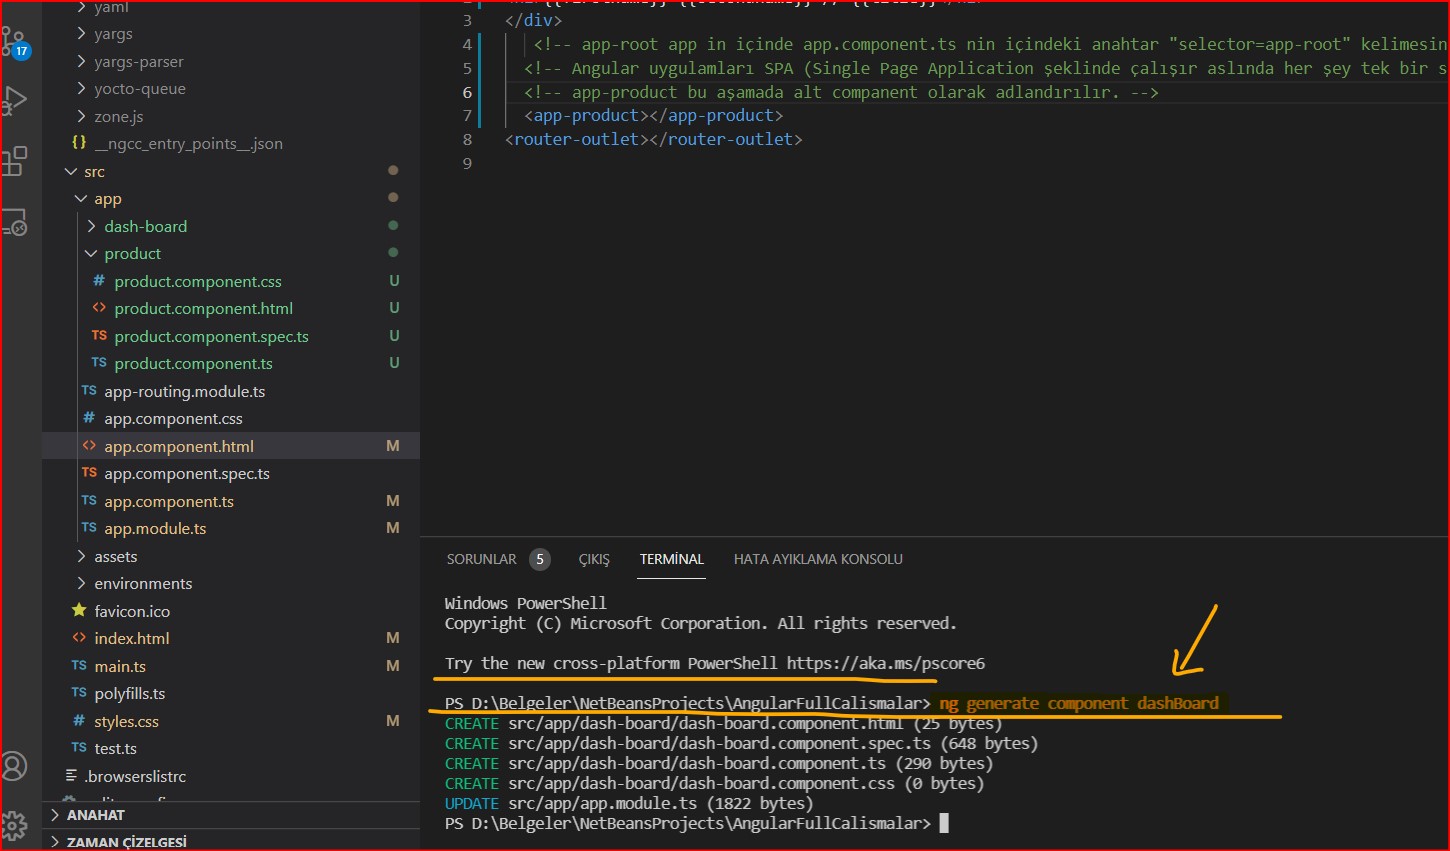 17
yaml
yargs
yargs-parser
yocto-queue
zone.js
{} __ngcc_entry_points__.json
src
app
dash-board
product
# product.component.css U
<> product.component.html U
TS product.component.spec.ts U
TS product.component.ts U
TS app-routing.module.ts
# app.component.css
<> app.component.html M
TS app.component.spec.ts
TS app.component.ts M
TS app.module.ts M
assets
environments
favicon.ico
<> index.html M
TS main.ts M
TS polyfills.ts
# styles.css M
TS test.ts
.browserslistrc
ANAHAT
ZAMAN ÇİZELGESİ
3 </div>
4 <!-- app-root app in içinde app.component.ts nin içindeki anahtar "selector=app-root" kelimesin
5 <!-- Angular uygulamları SPA (Single Page Application şeklinde çalışır aslında her şey tek bir s
6 <!-- app-product bu aşamada alt companent olarak adlandırılır. -->
7 <app-product></app-product>
8 <router-outlet></router-outlet>
9
SORUNLAR 5 ÇIKIŞ TERMİNAL HATA AYIKLAMA KONSOLU
Windows PowerShell
Copyright (C) Microsoft Corporation. All rights reserved.
Try the new cross-platform PowerShell https://aka.ms/pscore6
PS D:\Belgeler\NetBeansProjects\AngularFullCalismalar> ng generate component dashBoard
CREATE src/app/dash-board/dash-board.component.html (25 bytes)
CREATE src/app/dash-board/dash-board.component.spec.ts (648 bytes)
CREATE src/app/dash-board/dash-board.component.ts (290 bytes)
CREATE src/app/dash-board/dash-board.component.css (0 bytes)
UPDATE src/app/app.module.ts (1822 bytes)
PS D:\Belgeler\NetBeansProjects\AngularFullCalismalar>